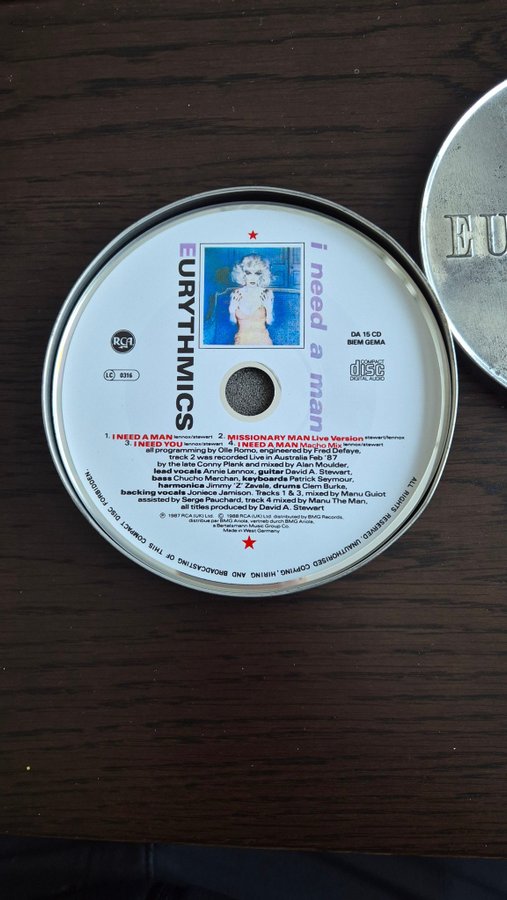 EURYTHMICS
i need a man
RCA
LC 0316
DA 15 CD
BIEM GEMA
COMPACT
disc
DIGITAL AUDIO
1. I NEED A MAN lennox/stewart 2. MISSIONARY MAN Live Version stewart/lennox
3. I NEED YOU lennox/stewart 4. I NEED A MAN Macho Mix lennox/stewart
all programming by Olle Romo, engineered by Fred Defaye,
track 2 was recorded Live in Australia Feb '87
by the late Conny Plank and mixed by Alan Moulder,
lead vocals Annie Lennox, guitar David A. Stewart,
bass Chucho Merchan, keyboards Patrick Seymour,
harmonica Jimmy 'Z' Zavala, drums Clem Burke,
backing vocals Joniece Jamison. Tracks 1 & 3, mixed by Manu Guiot
assisted by Serge Pauchard, track 4 mixed by Manu The Man,
all titles produced by David A. Stewart
℗ 1987 RCA (UK) Ltd. © 1988 RCA (UK) Ltd. distributed by BMG Records,
distribue par BMG Ariola, vertrieb durch BMG Ariola,
a Bertelsmann Music Group Co.
Made in West Germany
ALL RIGHTS RESERVED. UNAUTHORISED COPYING, HIRING AND BROADCASTING OF THIS COMPACT DISC FORBIDDEN.
EU